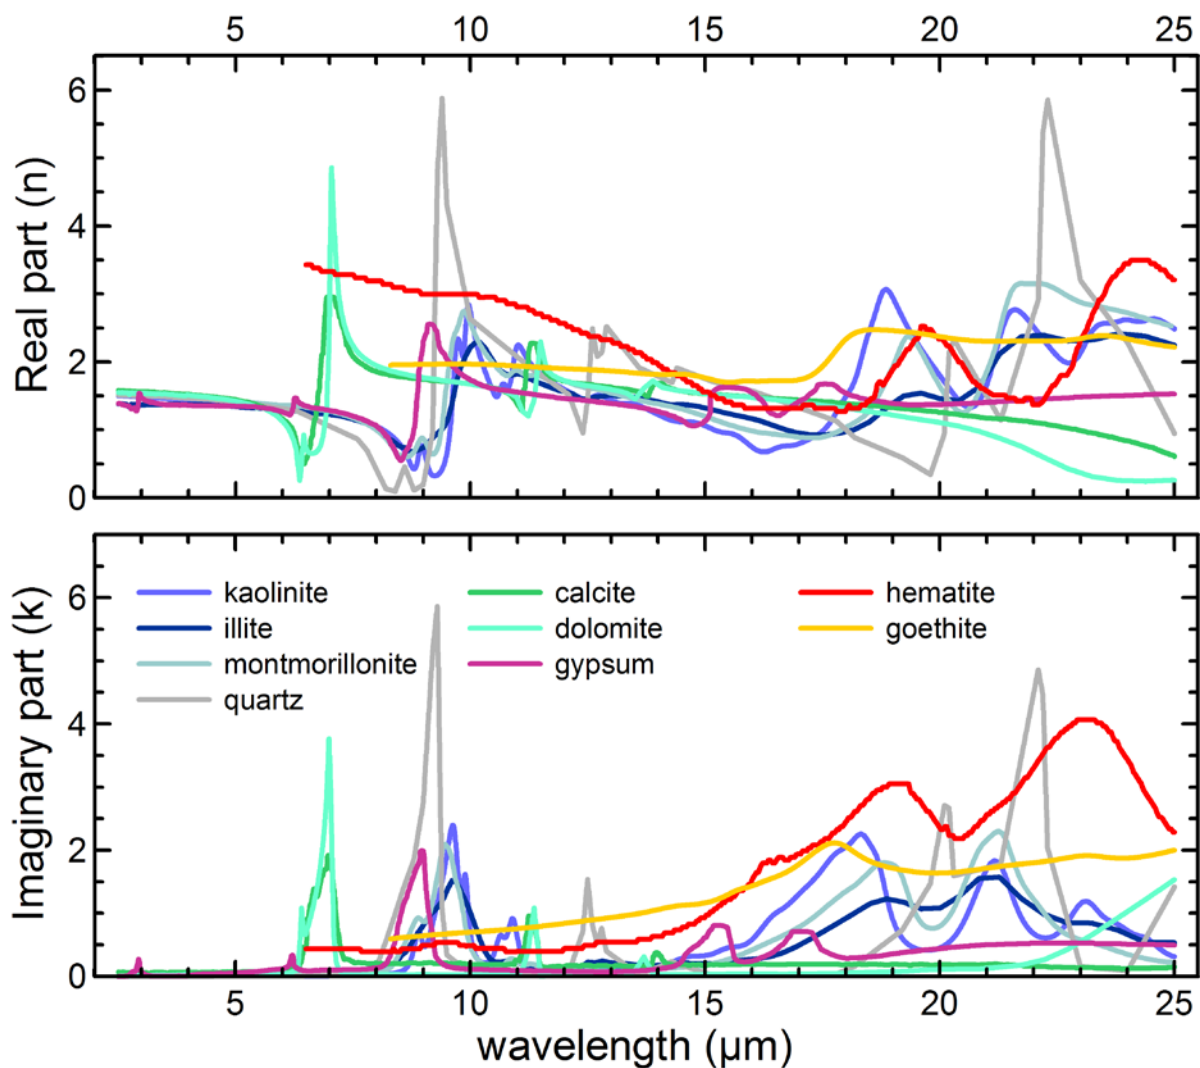 5 10 15 20 25
6
4
2
0
Real part (n)
6
4
2
0
Imaginary part (k)
kaolinite calcite hematite
illite dolomite goethite
montmorillonite gypsum
quartz
5 10 15 20 25
wavelength (µm)